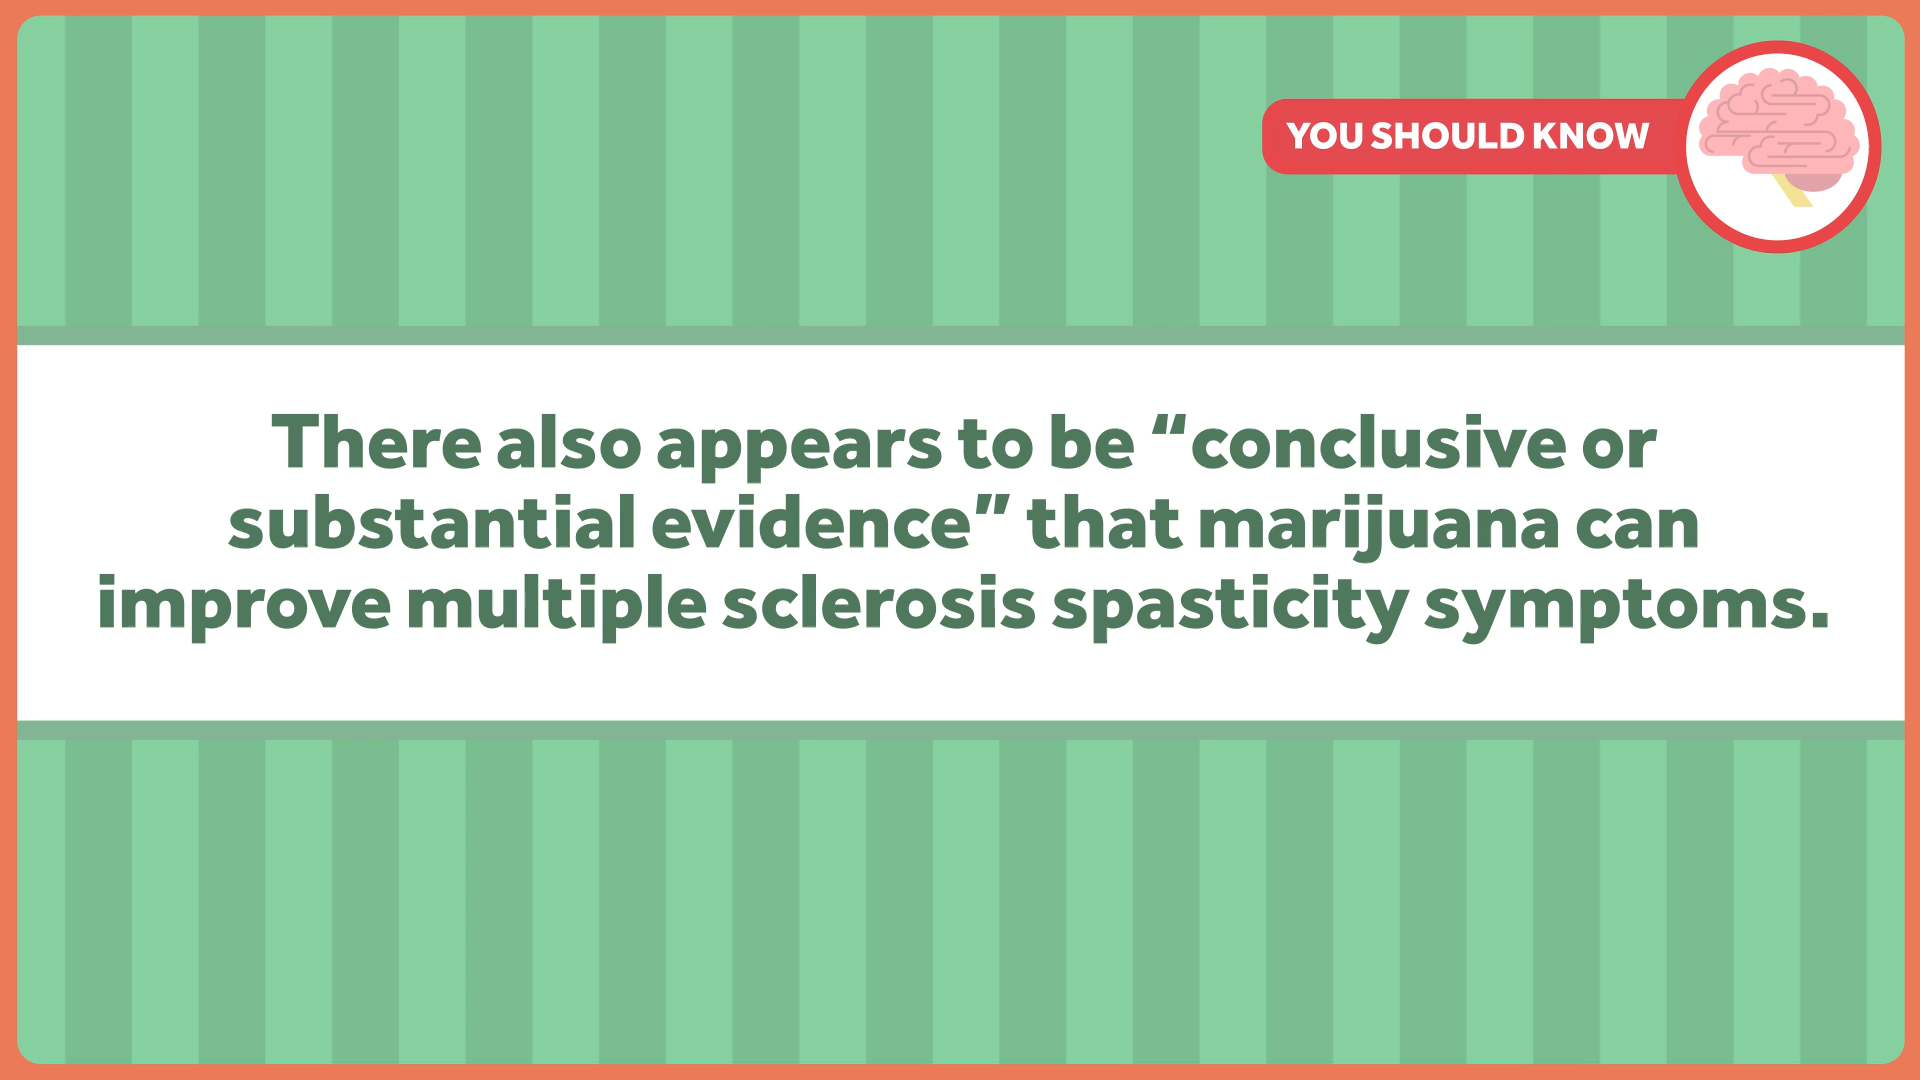 YOU SHOULD KNOW
There also appears to be “conclusive or
substantial evidence” that marijuana can
improve multiple sclerosis spasticity symptoms.